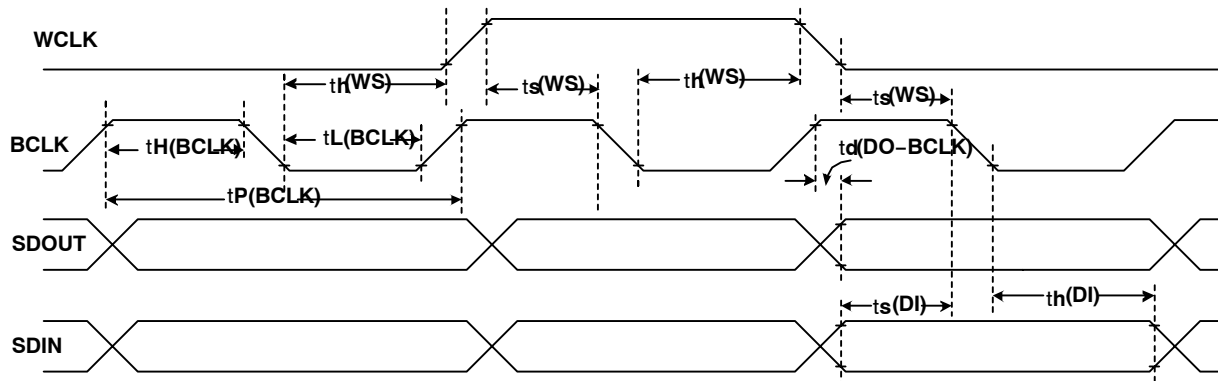 WCLK
th(WS)
ts(WS)
th(WS)
ts(WS)
BCLK
tH(BCLK)
tL(BCLK)
td(DO–BCLK)
tP(BCLK)
SDOUT
ts(DI)
th(DI)
SDIN